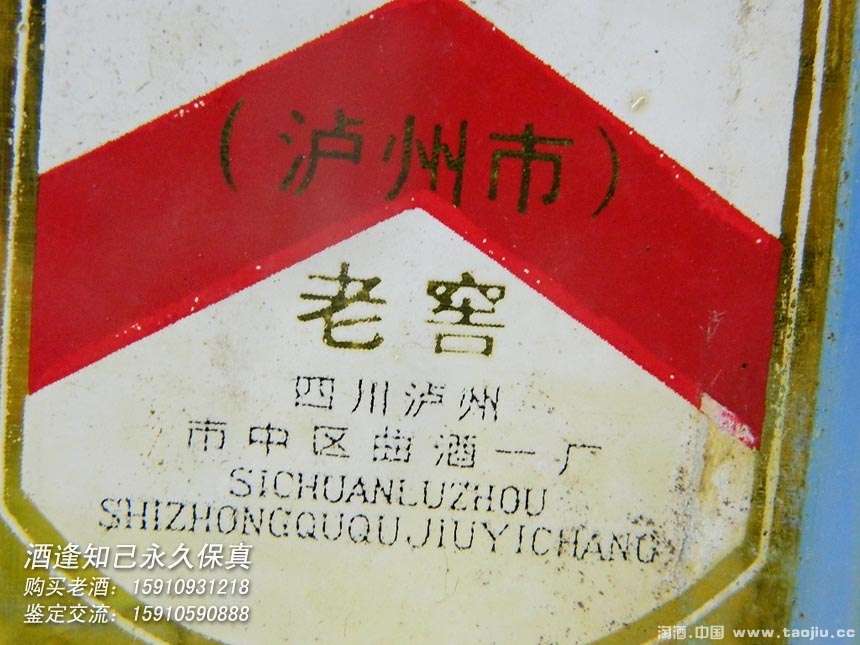 （泸州市）
老窖
四川泸州
市中区曲酒一厂
SICHUANLUZHOU
SHIZHONGQUQUJIUYICHANG
酒逢知己永久保真
购买老酒：15910931218
鉴定交流：15910590888
淘酒.中国 www.taojiu.cc